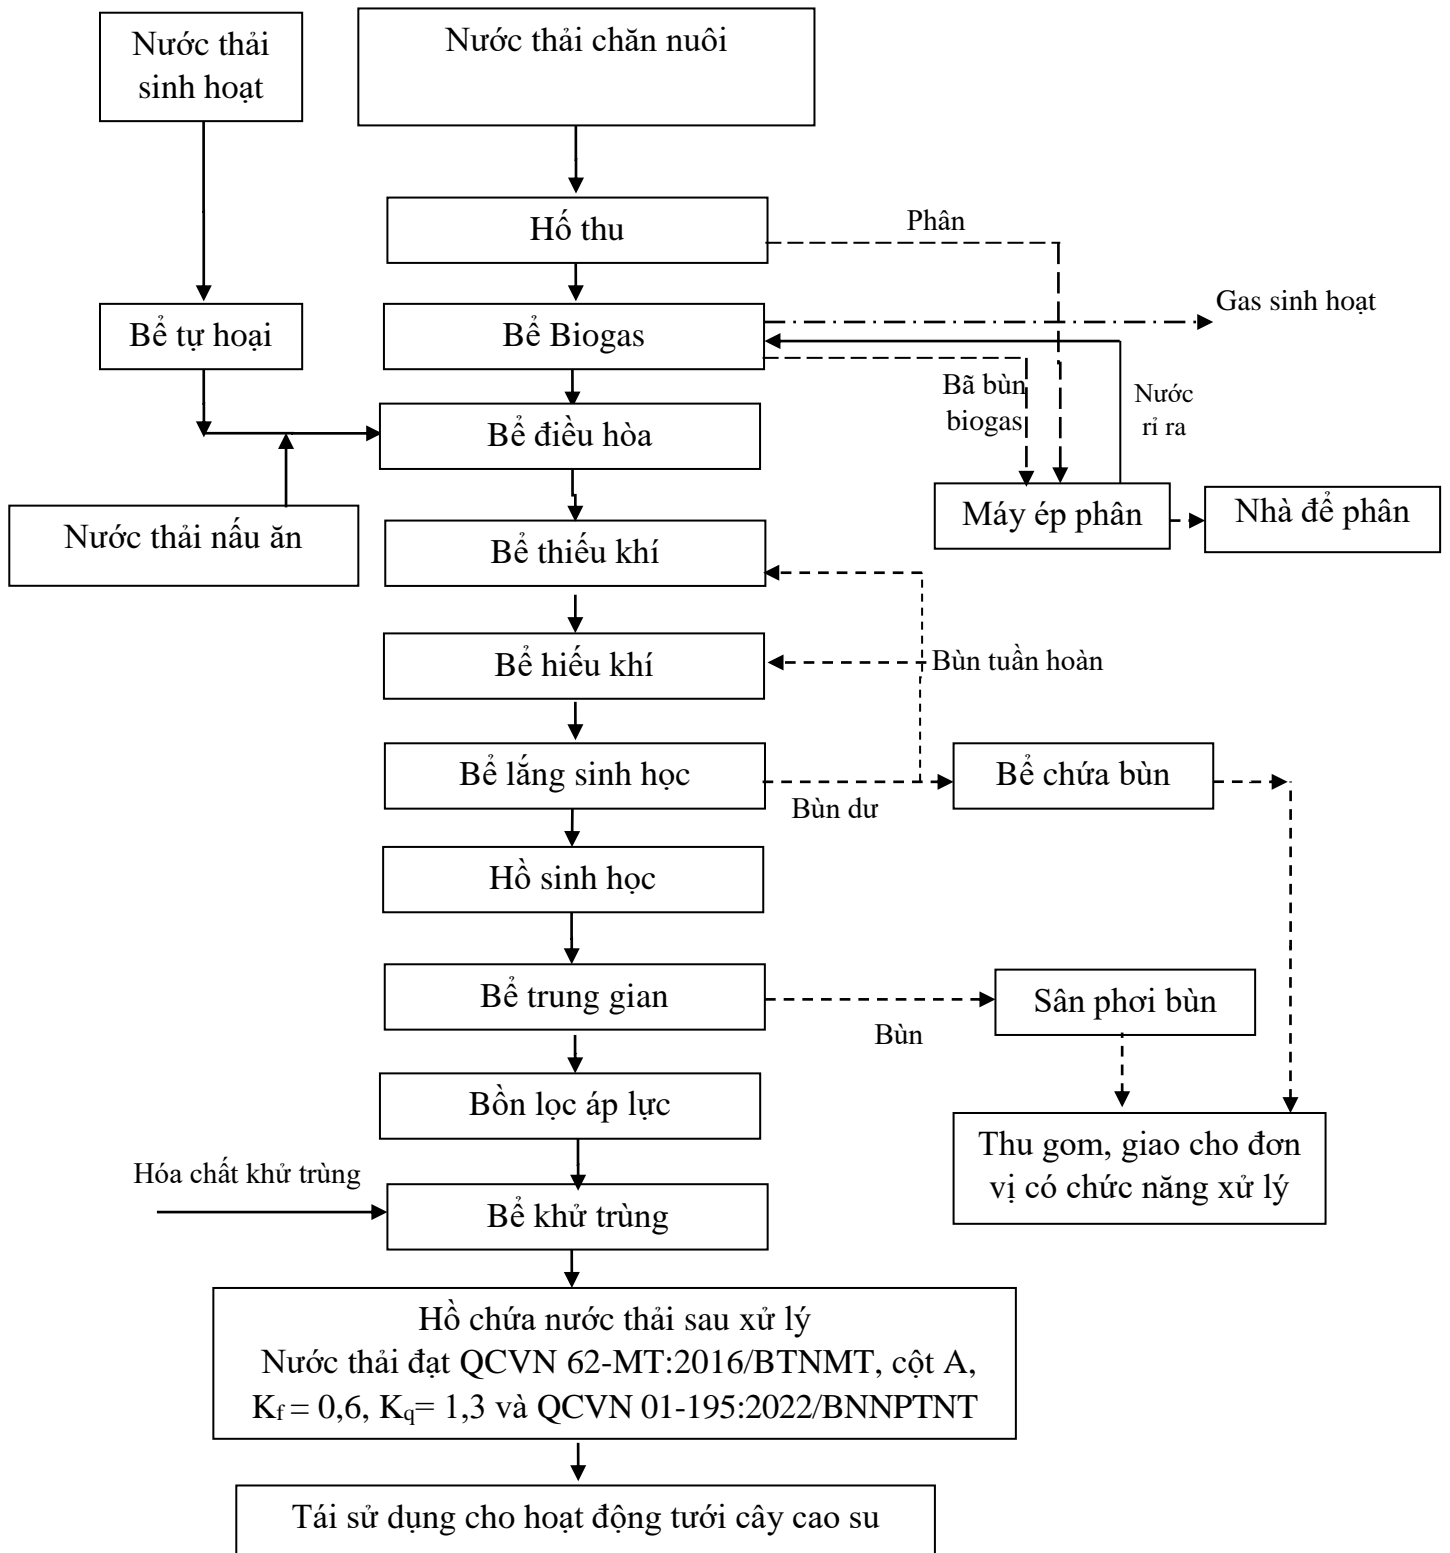 Nước thải
sinh hoạt
Nước thải chăn nuôi
Hố thu
Phân
Gas sinh hoạt
Bể tự hoại
Bể Biogas
Bã bùn
biogas
Nước
rỉ ra
Bể điều hòa
Máy ép phân
Nhà để phân
Nước thải nấu ăn
Bể thiếu khí
Bể hiếu khí
Bùn tuần hoàn
Bể lắng sinh học
Bùn dư
Bể chứa bùn
Hồ sinh học
Bể trung gian
Bùn
Sân phơi bùn
Bồn lọc áp lực
Thu gom, giao cho đơn
vị có chức năng xử lý
Hóa chất khử trùng
Bể khử trùng
Hồ chứa nước thải sau xử lý
Nước thải đạt QCVN 62-MT:2016/BTNMT, cột A,
Kf = 0,6, Kq= 1,3 và QCVN 01-195:2022/BNNPTNT
Tái sử dụng cho hoạt động tưới cây cao su